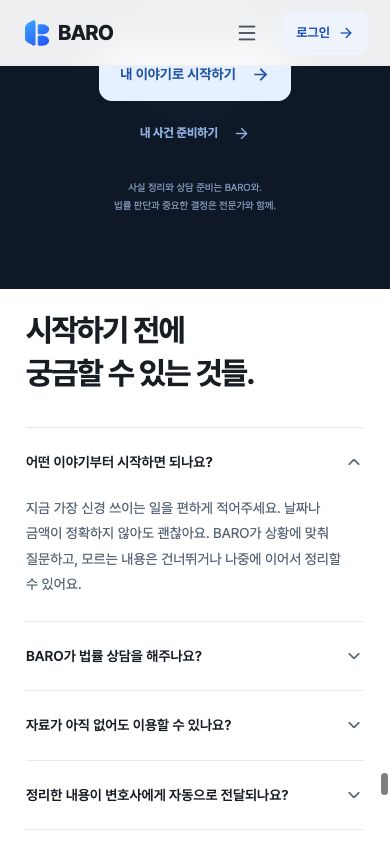 BARO
로그인
내 이야기로 시작하기
내 사건 준비하기
사실 정리와 상담 준비는 BARO와.
법률 판단과 중요한 결정은 전문가와 함께.
시작하기 전에
궁금할 수 있는 것들.
어떤 이야기부터 시작하면 되나요?
지금 가장 신경 쓰이는 일을 편하게 적어주세요. 날짜나
금액이 정확하지 않아도 괜찮아요. BARO가 상황에 맞춰
질문하고, 모르는 내용은 건너뛰거나 나중에 이어서 정리할
수 있어요.
BARO가 법률 상담을 해주나요?
자료가 아직 없어도 이용할 수 있나요?
정리한 내용이 변호사에게 자동으로 전달되나요?